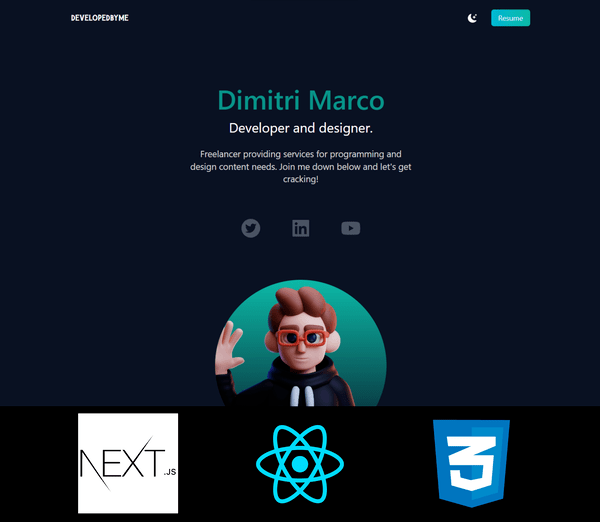 DEVELOPEDBYME
Resume
Dimitri Marco
Developer and designer.
Freelancer providing services for programming and
design content needs. Join me down below and let's get
cracking!
in
NEXT.JS
3